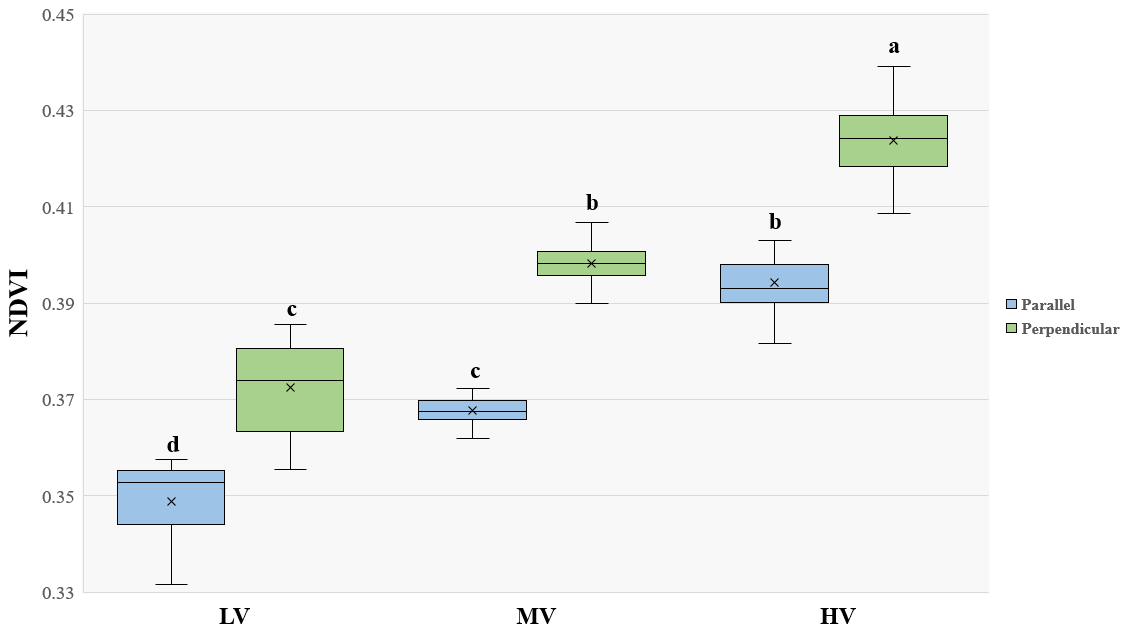 0.45
0.43
0.41
0.39
0.37
0.35
0.33
NDVI
d
c
c
b
b
a
LV
MV
HV
Parallel
Perpendicular